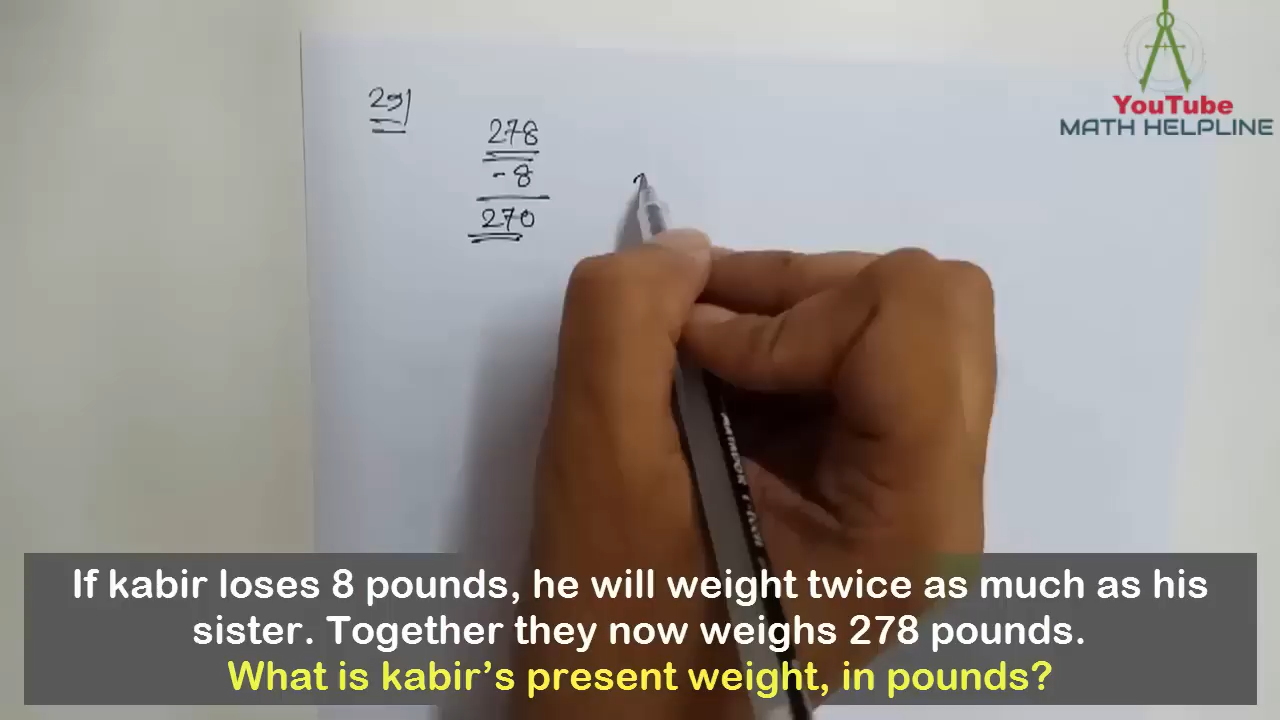 YouTube
MATH HELPLINE
278
- 8
270
If kabir loses 8 pounds, he will weight twice as much as his
sister. Together they now weighs 278 pounds.
What is kabir's present weight, in pounds?